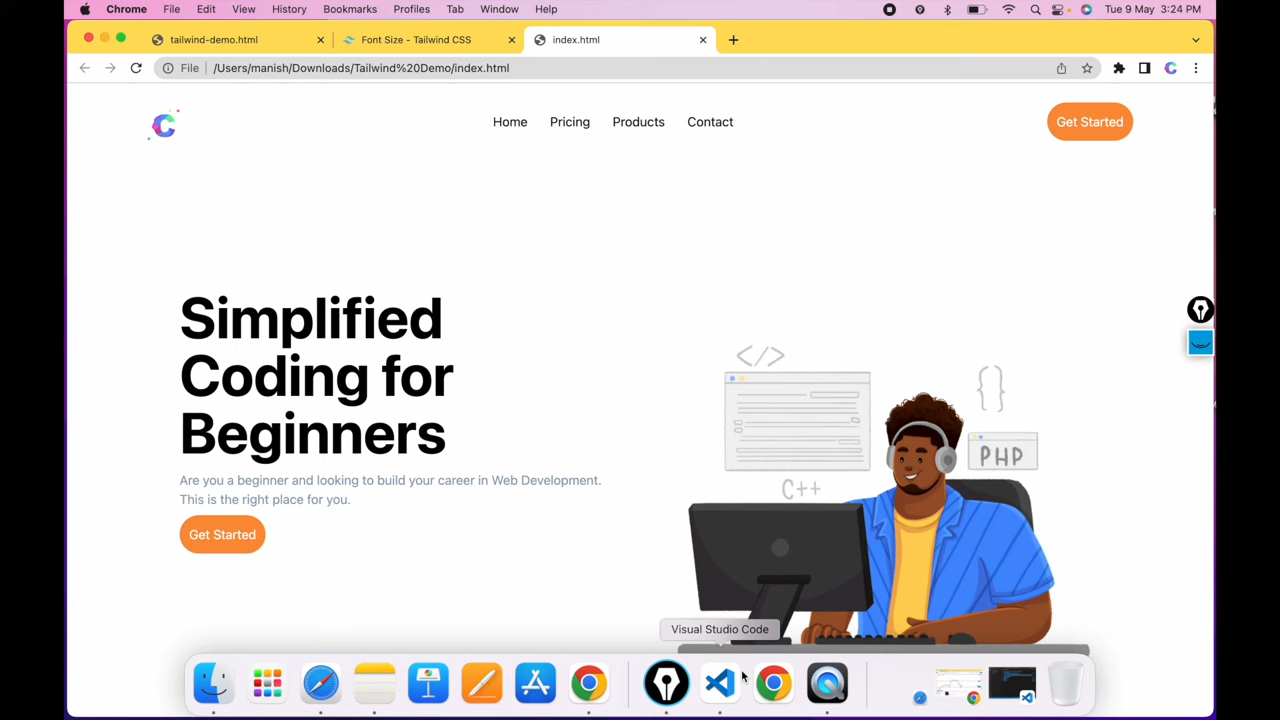 Chrome File Edit View History Bookmarks Profiles Tab Window Help Tue 9 May 3:24 PM
tailwind-demo.html Font Size - Tailwind CSS index.html
File /Users/manish/Downloads/Tailwind%20Demo/index.html
C Home Pricing Products Contact Get Started
Simplified
Coding for
Beginners
Are you a beginner and looking to build your career in Web Development.
This is the right place for you.
Get Started
</>
{}
PHP
C++
Visual Studio Code